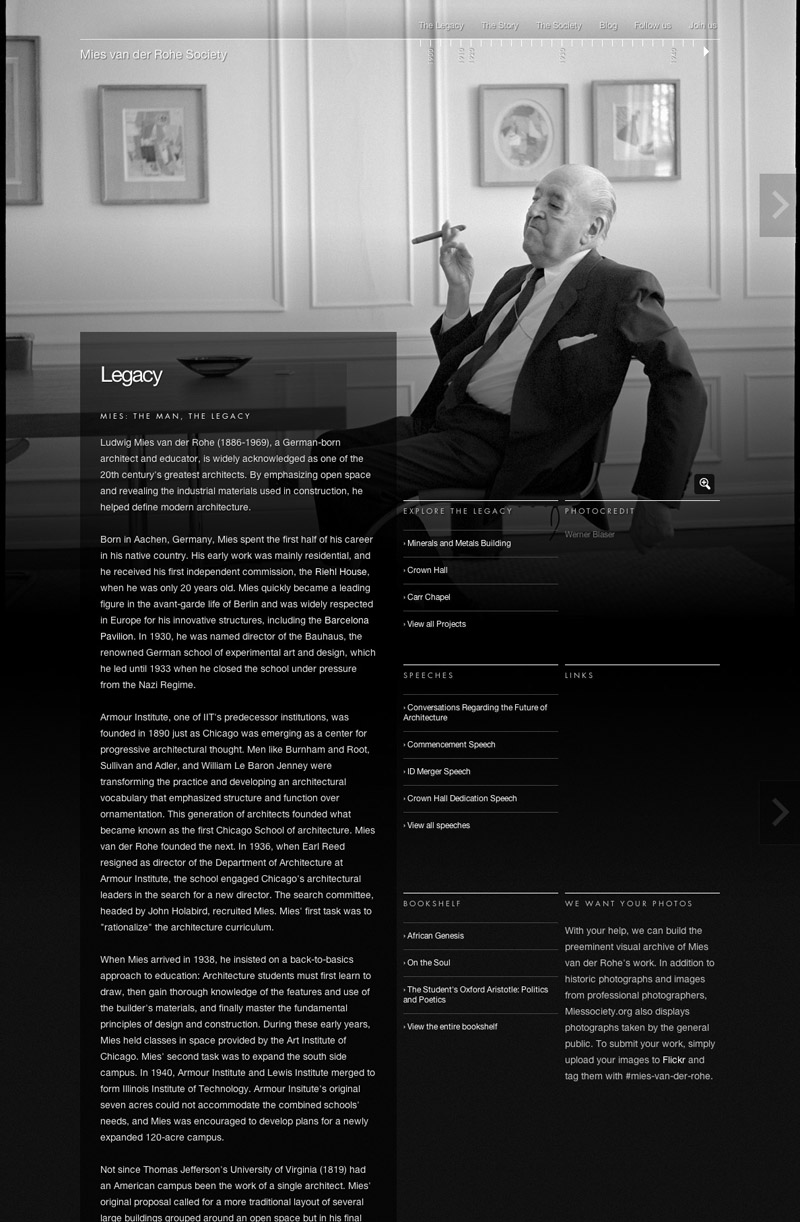 The Legacy
The Story
The Society
Blog
Follow us
Join us
Mies van der Rohe Society
1900
1910
1920
1930
1940
Legacy
MIES: THE MAN, THE LEGACY
Ludwig Mies van der Rohe (1886-1969), a German-born
architect and educator, is widely acknowledged as one of the
20th century's greatest architects. By emphasizing open space
and revealing the industrial materials used in construction, he
helped define modern architecture.
Born in Aachen, Germany, Mies spent the first half of his career
in his native country. His early work was mainly residential, and
he received his first independent commission, the Riehl House,
when he was only 20 years old. Mies quickly became a leading
figure in the avant-garde life of Berlin and was widely respected
in Europe for his innovative structures, including the Barcelona
Pavilion. In 1930, he was named director of the Bauhaus, the
renowned German school of experimental art and design, which
he led until 1933 when he closed the school under pressure
from the Nazi Regime.
Armour Institute, one of IIT's predecessor institutions, was
founded in 1890 just as Chicago was emerging as a center for
progressive architectural thought. Men like Burnham and Root,
Sullivan and Adler, and William Le Baron Jenney were
transforming the practice and developing an architectural
vocabulary that emphasized structure and function over
ornamentation. This generation of architects founded what
became known as the first Chicago School of architecture. Mies
van der Rohe founded the next. In 1936, when Earl Reed
resigned as director of the Department of Architecture at
Armour Institute, the school engaged Chicago's architectural
leaders in the search for a new director. The search committee,
headed by John Holabird, recruited Mies. Mies' first task was to
"rationalize" the architecture curriculum.
When Mies arrived in 1938, he insisted on a back-to-basics
approach to education: Architecture students must first learn to
draw, then gain thorough knowledge of the features and use of
the builder's materials, and finally master the fundamental
principles of design and construction. During these early years,
Mies held classes in space provided by the Art Institute of
Chicago. Mies' second task was to expand the south side
campus. In 1940, Armour Institute and Lewis Institute merged to
form Illinois Institute of Technology. Armour Insitute's original
seven acres could not accommodate the combined schools'
needs, and Mies was encouraged to develop plans for a newly
expanded 120-acre campus.
Not since Thomas Jefferson's University of Virginia (1819) had
an American campus been the work of a single architect. Mies'
original proposal called for a more traditional layout of several
large buildings grouped around an open space but in his final
EXPLORE THE LEGACY
› Minerals and Metals Building
› Crown Hall
› Carr Chapel
› View all Projects
PHOTOCREDIT
Werner Blaser
SPEECHES
› Conversations Regarding the Future of
Architecture
› Commencement Speech
› ID Merger Speech
› Crown Hall Dedication Speech
› View all speeches
LINKS
BOOKSHELF
› African Genesis
› On the Soul
› The Student's Oxford Aristotle: Politics
and Poetics
› View the entire bookshelf
WE WANT YOUR PHOTOS
With your help, we can build the
preeminent visual archive of Mies
van der Rohe's work. In addition to
historic photographs and images
from professional photographers,
Miessociety.org also displays
photographs taken by the general
public. To submit your work, simply
upload your images to Flickr and
tag them with #mies-van-der-rohe.